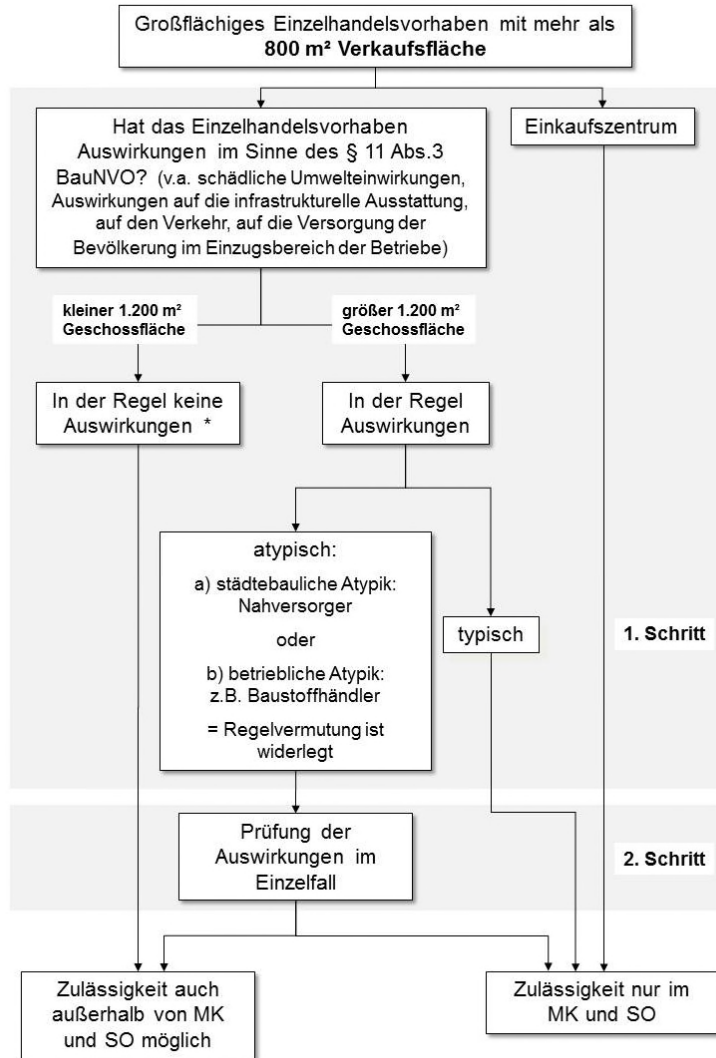 Großflächiges Einzelhandelsvorhaben mit mehr als
800 m² Verkaufsfläche
Hat das Einzelhandelsvorhaben
Auswirkungen im Sinne des § 11 Abs.3
BauNVO? (v.a. schädliche Umwelteinwirkungen,
Auswirkungen auf die infrastrukturelle Ausstattung,
auf den Verkehr, auf die Versorgung der
Bevölkerung im Einzugsbereich der Betriebe)
Einkaufszentrum
kleiner 1.200 m²
Geschossfläche
größer 1.200 m²
Geschossfläche
In der Regel keine
Auswirkungen *
In der Regel
Auswirkungen
atypisch:
a) städtebauliche Atypik:
Nahversorger
oder
b) betriebliche Atypik:
z.B. Baustoffhändler
= Regelvermutung ist
widerlegt
typisch
1. Schritt
Prüfung der
Auswirkungen im
Einzelfall
2. Schritt
Zulässigkeit auch
außerhalb von MK
und SO möglich
Zulässigkeit nur im
MK und SO